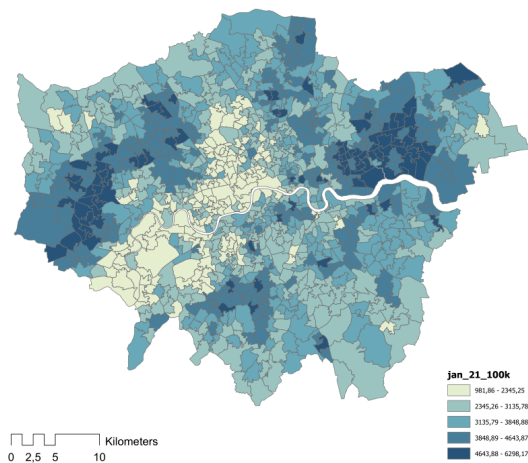 jan_21_100k
981,86 - 2345,25
2345,26 - 3135,78
3135,79 - 3848,88
3848,89 - 4643,87
4643,88 - 6298,17
Kilometers
0 2,5 5 10